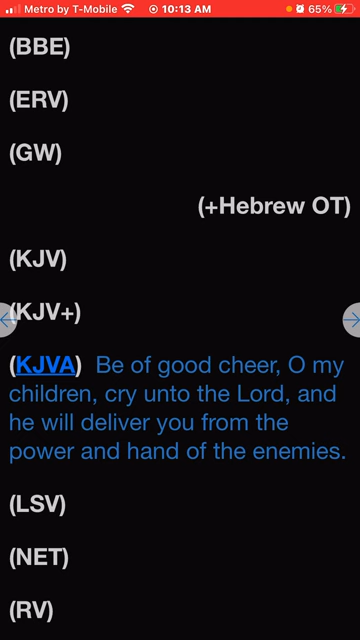 Metro by T-Mobile 10:13 AM 65%
(BBE)
(ERV)
(GW)
(+Hebrew OT)
(KJV)
(KJV+)
(KJVA) Be of good cheer, O my
children, cry unto the Lord, and
he will deliver you from the
power and hand of the enemies.
(LSV)
(NET)
(RV)